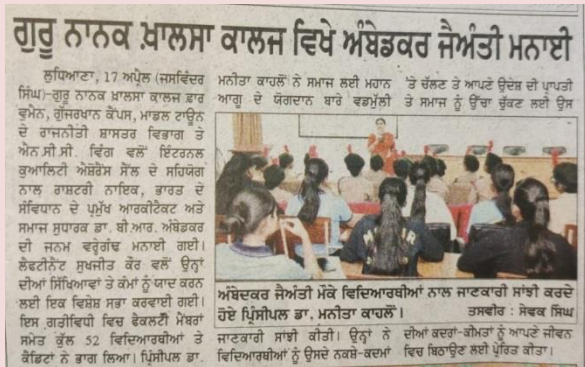 ਗੁਰੂ ਨਾਨਕ ਖ਼ਾਲਸਾ ਕਾਲਜ ਵਿਖੇ ਅੰਬੇਡਕਰ ਜੈਅੰਤੀ ਮਨਾਈ
ਲੁਧਿਆਣਾ, 17 ਅਪ੍ਰੈਲ (ਜਸਵਿੰਦਰ
ਸਿੰਘ)-ਗੁਰੂ ਨਾਨਕ ਖ਼ਾਲਸਾ ਕਾਲਜ ਫ਼ਾਰ
ਵੁਮੈਨ, ਗੁੱਜਰਖਾਨ ਕੈਂਪਸ, ਮਾਡਲ ਟਾਊਨ
ਦੇ ਰਾਜਨੀਤੀ ਸ਼ਾਸਤਰ ਵਿਭਾਗ ਤੇ
ਐਨ.ਸੀ.ਸੀ. ਵਿੰਗ ਵਲੋਂ ਇੰਟਰਨਲ
ਕੁਆਲਿਟੀ ਐਸ਼ੋਰੈਂਸ ਸੈੱਲ ਦੇ ਸਹਿਯੋਗ
ਨਾਲ ਰਾਸ਼ਟਰੀ ਨਾਇਕ, ਭਾਰਤ ਦੇ
ਸੰਵਿਧਾਨ ਦੇ ਪ੍ਰਮੁੱਖ ਆਰਕੀਟੈਕਟ ਅਤੇ
ਸਮਾਜ ਸੁਧਾਰਕ ਡਾ. ਬੀ.ਆਰ. ਅੰਬੇਡਕਰ
ਦੀ ਜਨਮ ਵਰ੍ਹੇਗੰਢ ਮਨਾਈ ਗਈ।
ਲੈਫਟੀਨੈਂਟ ਸੁਖਜੀਤ ਕੌਰ ਵਲੋਂ ਉਨ੍ਹਾਂ
ਦੀਆਂ ਸਿੱਖਿਆਵਾਂ ਤੇ ਕੰਮਾਂ ਨੂੰ ਯਾਦ ਕਰਨ
ਲਈ ਇਕ ਵਿਸ਼ੇਸ਼ ਸਭਾ ਕਰਵਾਈ ਗਈ।
ਇਸ ਗਤੀਵਿਧੀ ਵਿਚ ਫੈਕਲਟੀ ਮੈਂਬਰਾਂ
ਸਮੇਤ ਕੁੱਲ 52 ਵਿਦਿਆਰਥੀਆਂ ਤੇ
ਕੈਡਿਟਾਂ ਨੇ ਭਾਗ ਲਿਆ। ਪ੍ਰਿੰਸੀਪਲ ਡਾ.
ਮਨੀਤਾ ਕਾਹਲੋਂ ਨੇ ਸਮਾਜ ਲਈ ਮਹਾਨ
ਆਗੂ ਦੇ ਯੋਗਦਾਨ ਬਾਰੇ ਵਡਮੁੱਲੀ
ਜਾਣਕਾਰੀ ਸਾਂਝੀ ਕੀਤੀ। ਉਨ੍ਹਾਂ ਨੇ
ਵਿਦਿਆਰਥੀਆਂ ਨੂੰ ਉਸਦੇ ਨਕਸ਼ੇ-ਕਦਮਾਂ
'ਤੇ ਚੱਲਣ ਤੇ ਆਪਣੇ ਉਦੇਸ਼ ਦੀ ਪ੍ਰਾਪਤੀ
ਤੇ ਸਮਾਜ ਨੂੰ ਉੱਚਾ ਚੁੱਕਣ ਲਈ ਉਸ
ਦੀਆਂ ਕਦਰਾਂ-ਕੀਮਤਾਂ ਨੂੰ ਆਪਣੇ ਜੀਵਨ
ਵਿਚ ਬਿਠਾਉਣ ਲਈ ਪ੍ਰੇਰਿਤ ਕੀਤਾ।
ਅੰਬੇਦਕਰ ਜੈਅੰਤੀ ਮੌਕੇ ਵਿਦਿਆਰਥੀਆਂ ਨਾਲ ਜਾਣਕਾਰੀ ਸਾਂਝੀ ਕਰਦੇ
ਹੋਏ ਪ੍ਰਿੰਸੀਪਲ ਡਾ. ਮਨੀਤਾ ਕਾਹਲੋਂ। ਤਸਵੀਰ : ਸੇਵਕ ਸਿੰਘ